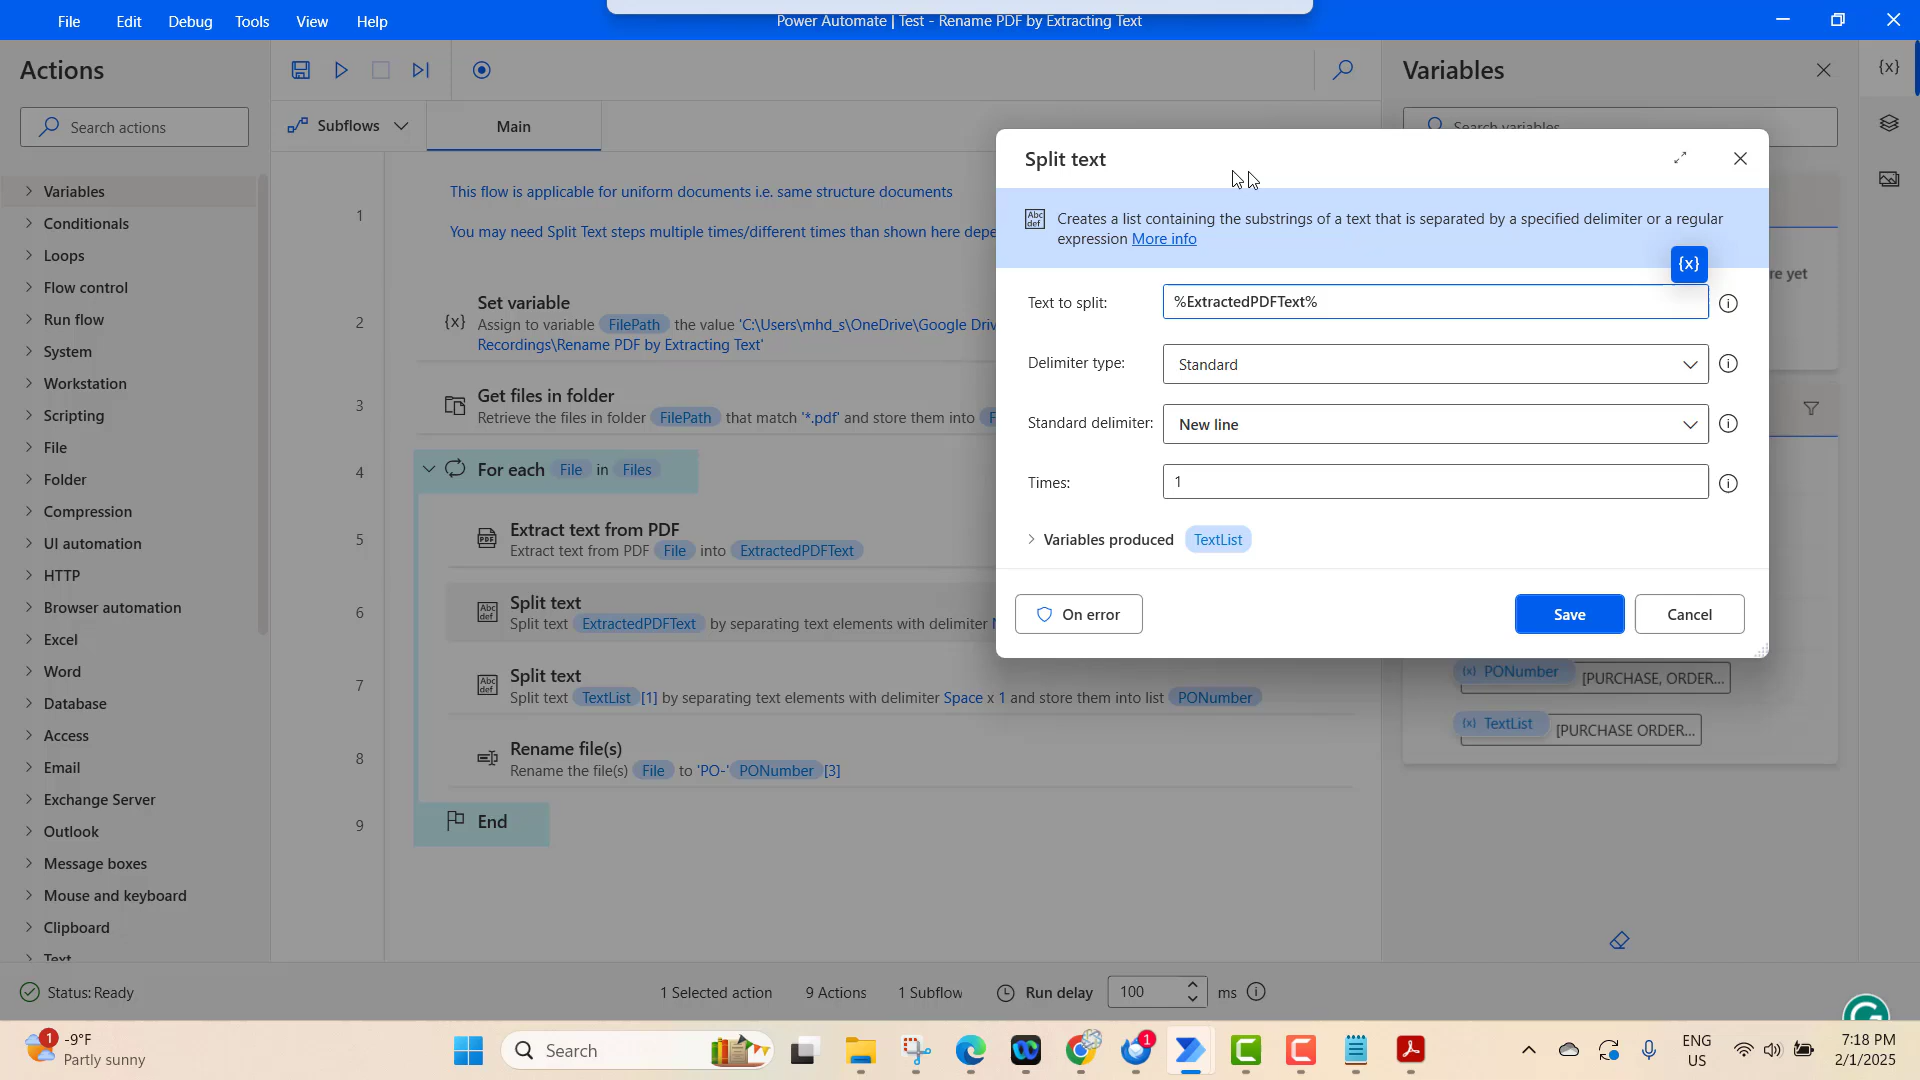 File Edit Debug Tools View Help
Power Automate | Test - Rename PDF by Extracting Text
Actions
Search actions
Variables
Conditionals
Loops
Flow control
Run flow
System
Workstation
Scripting
File
Folder
Compression
UI automation
HTTP
Browser automation
Excel
Word
Database
Access
Email
Exchange Server
Outlook
Message boxes
Mouse and keyboard
Clipboard
Text
Subflows
Main
1
This flow is applicable for uniform documents i.e. same structure documents
You may need Split Text steps multiple times/different times than shown here depe
2
{x}
Set variable
Assign to variable FilePath the value 'C:\Users\mhd_s\OneDrive\Google Driv
Recordings\Rename PDF by Extracting Text'
3
Get files in folder
Retrieve the files in folder FilePath that match '*.pdf' and store them into F
4
For each File in Files
5
PDF
Extract text from PDF
Extract text from PDF File into ExtractedPDFText
6
Abc
def
Split text
Split text ExtractedPDFText by separating text elements with delimiter N
7
Abc
def
Split text
Split text TextList [1] by separating text elements with delimiter Space x 1 and store them into list PONumber
8
Rename file(s)
Rename the file(s) File to 'PO-' PONumber [3]
9
End
Split text
Abc
def
Creates a list containing the substrings of a text that is separated by a specified delimiter or a regular
expression More info
{x}
Text to split: %ExtractedPDFText%
Delimiter type: Standard
Standard delimiter: New line
Times: 1
Variables produced TextList
On error
Save
Cancel
Variables
{x}
Search variables
re yet
{x} PONumber [PURCHASE, ORDER...
{x} TextList [PURCHASE ORDER...
Status: Ready
1 Selected action
9 Actions
1 Subflow
Run delay 100 ms
1
-9°F
Partly sunny
Search
1
ENG
US
7:18 PM
2/1/2025